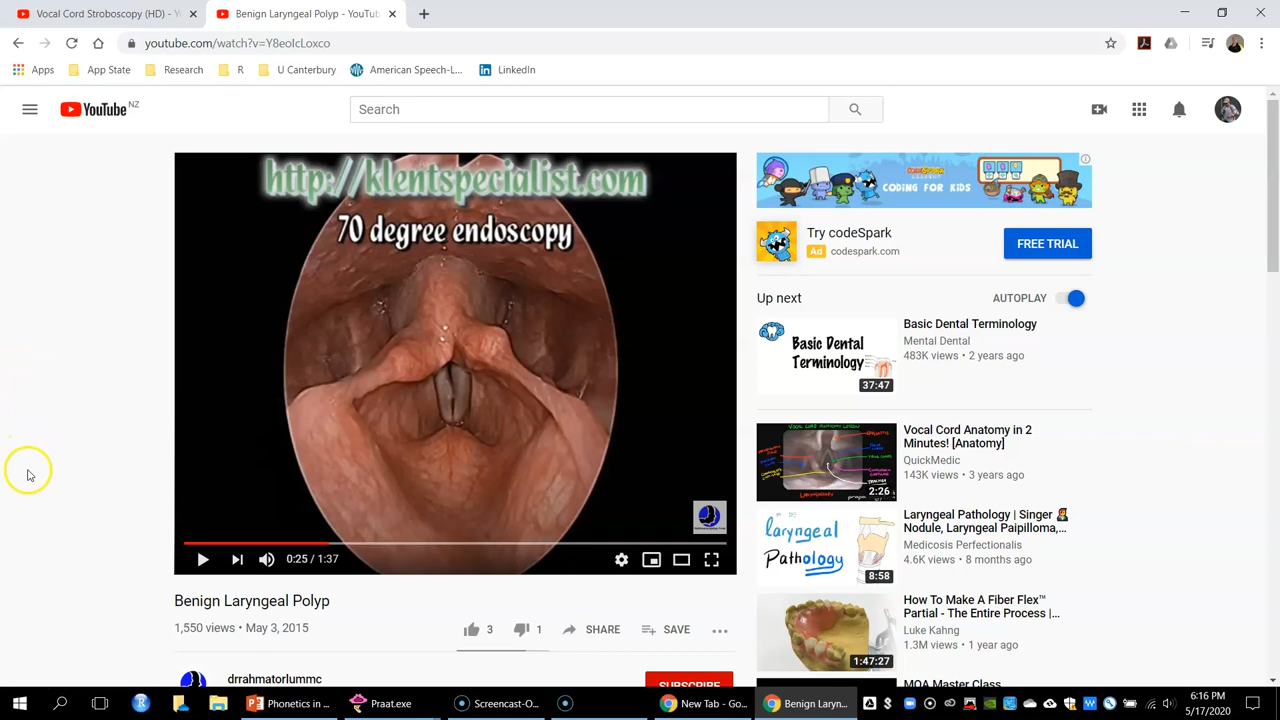 Vocal Cord Stroboscopy (HD) - Y
Benign Laryngeal Polyp - YouTub
youtube.com/watch?v=Y8eoIcLoxco
Apps
App State
Research
R
U Canterbury
American Speech-L...
LinkedIn
YouTube NZ
Search
http://klentspecialist.com
70 degree endoscopy
CODING FOR KIDS
Try codeSpark
Ad codespark.com
FREE TRIAL
Up next
AUTOPLAY
Basic Dental Terminology
37:47
Basic Dental Terminology
Mental Dental
483K views • 2 years ago
VOCAL CORD ANATOMY LESSON
2:26
Vocal Cord Anatomy in 2
Minutes! [Anatomy]
QuickMedic
143K views • 3 years ago
laryngeal
Pathology
8:58
Laryngeal Pathology | Singer
Nodule, Laryngeal Paipilloma,...
Medicosis Perfectionalis
4.6K views • 8 months ago
1:47:27
How To Make A Fiber Flex™
Partial - The Entire Process |...
Luke Kahng
1.3M views • 1 year ago
MOA Master Class
0:25 / 1:37
Benign Laryngeal Polyp
1,550 views • May 3, 2015
3
1
SHARE
SAVE
drrahmatorlummc
SUBSCRIBE
Phonetics in ...
Praat.exe
Screencast-O...
New Tab - Go...
Benign Laryn...
6:16 PM
5/17/2020